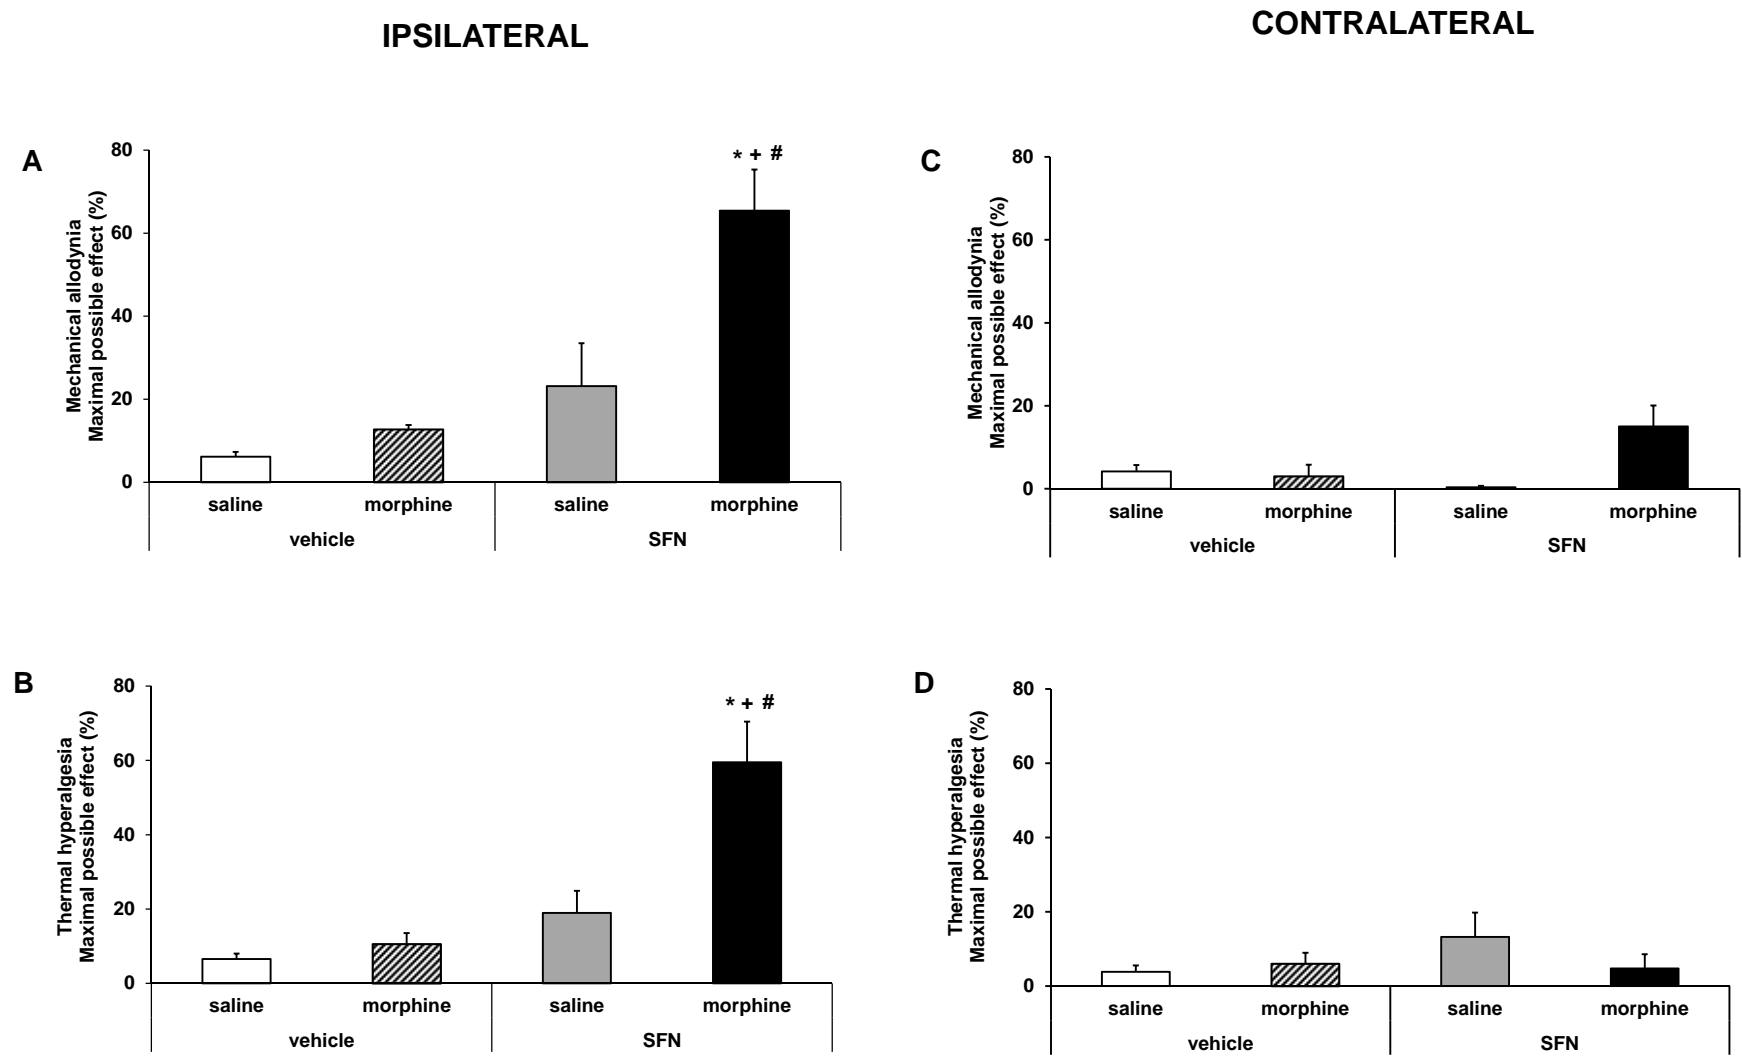 IPSILATERAL
CONTRALATERAL
A
Mechanical allodynia
Maximal possible effect (%)
80
60
40
20
0
* + #
saline
morphine
saline
morphine
vehicle
SFN
C
Mechanical allodynia
Maximal possible effect (%)
80
60
40
20
0
saline
morphine
saline
morphine
vehicle
SFN
B
Thermal hyperalgesia
Maximal possible effect (%)
80
60
40
20
0
* + #
saline
morphine
saline
morphine
vehicle
SFN
D
Thermal hyperalgesia
Maximal possible effect (%)
80
60
40
20
0
saline
morphine
saline
morphine
vehicle
SFN